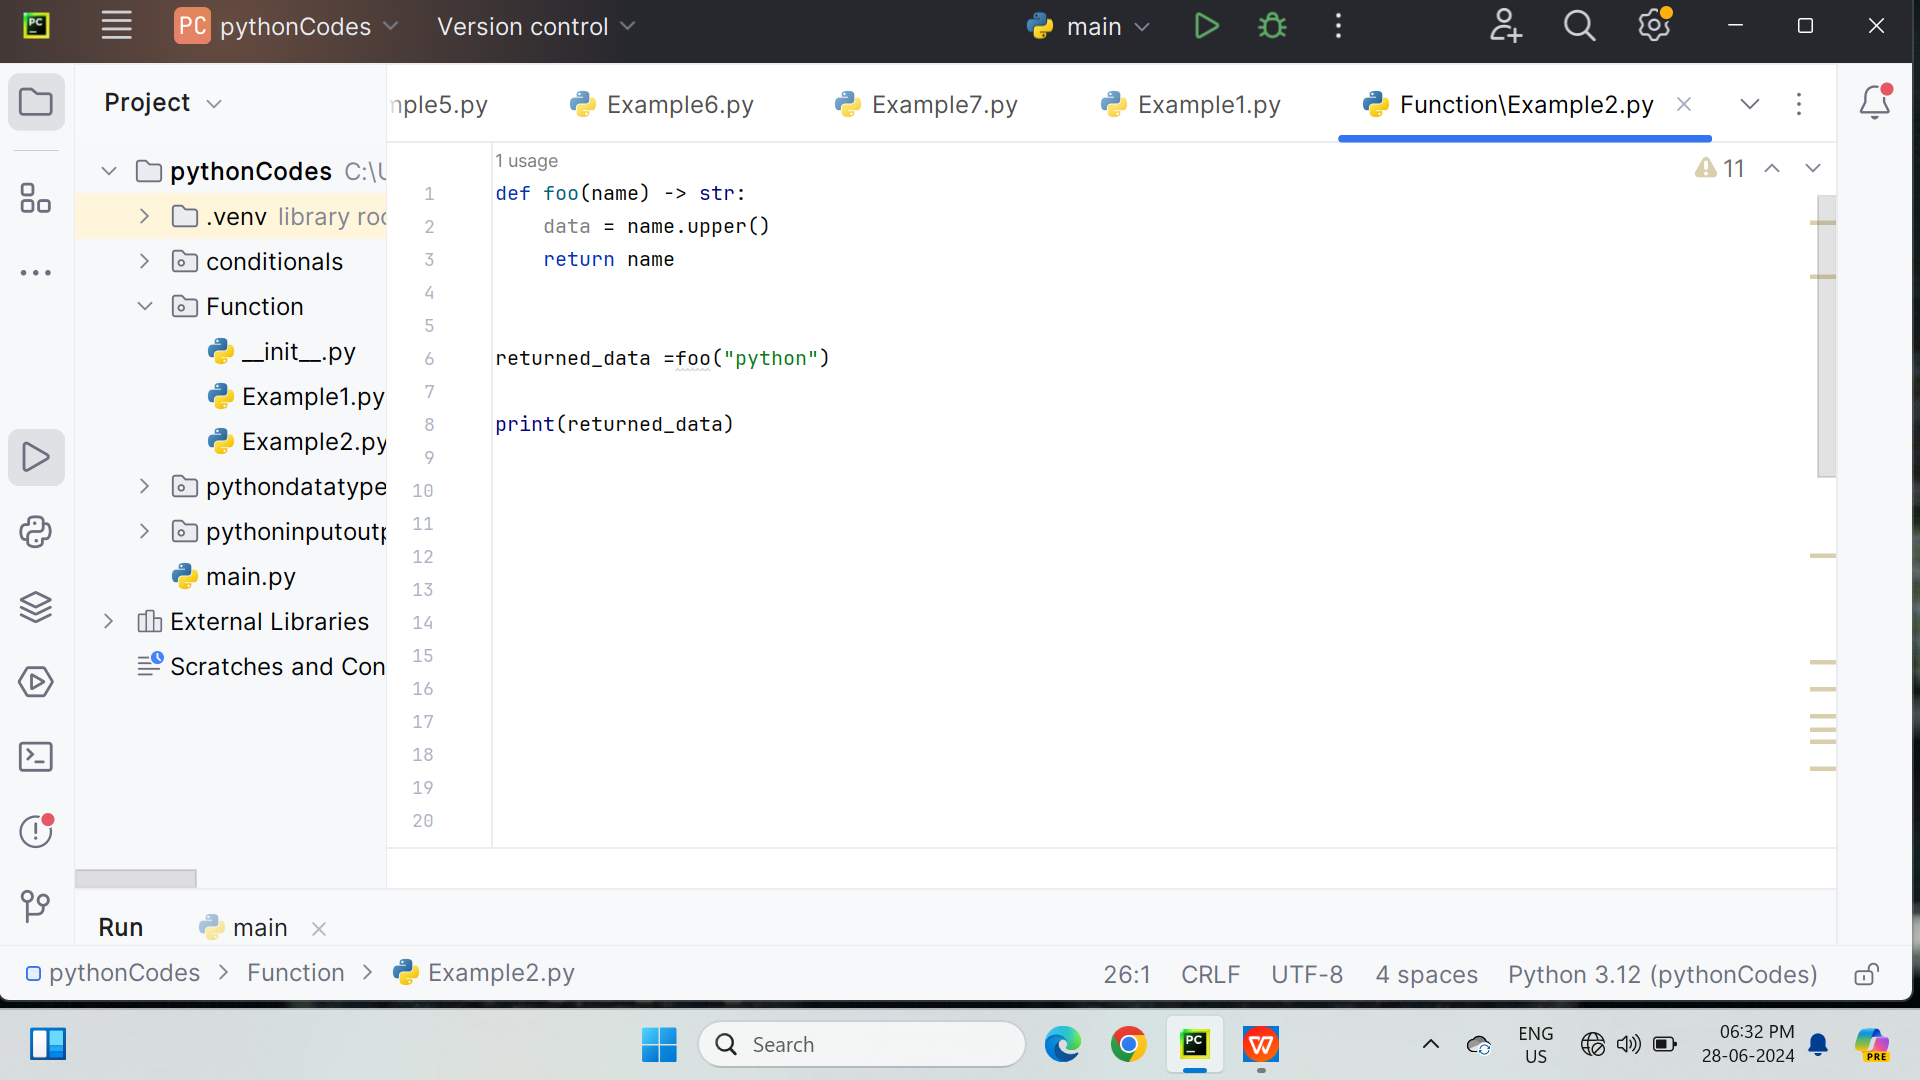 PC
PC pythonCodes
Version control
main
Project
mple5.py
Example6.py
Example7.py
Example1.py
Function\Example2.py
pythonCodes C:\U
.venv library roo
conditionals
Function
__init__.py
Example1.py
Example2.py
pythondatatype
pythoninputoutp
main.py
External Libraries
Scratches and Con
1 usage
11
1 def foo(name) -> str:
2 data = name.upper()
3 return name
4
5
6 returned_data =foo("python")
7
8 print(returned_data)
9
10
11
12
13
14
15
16
17
18
19
20
Run
main
pythonCodes > Function > Example2.py
26:1 CRLF UTF-8 4 spaces Python 3.12 (pythonCodes)
Search
PC
W
ENG
US
06:32 PM
28-06-2024
PRE